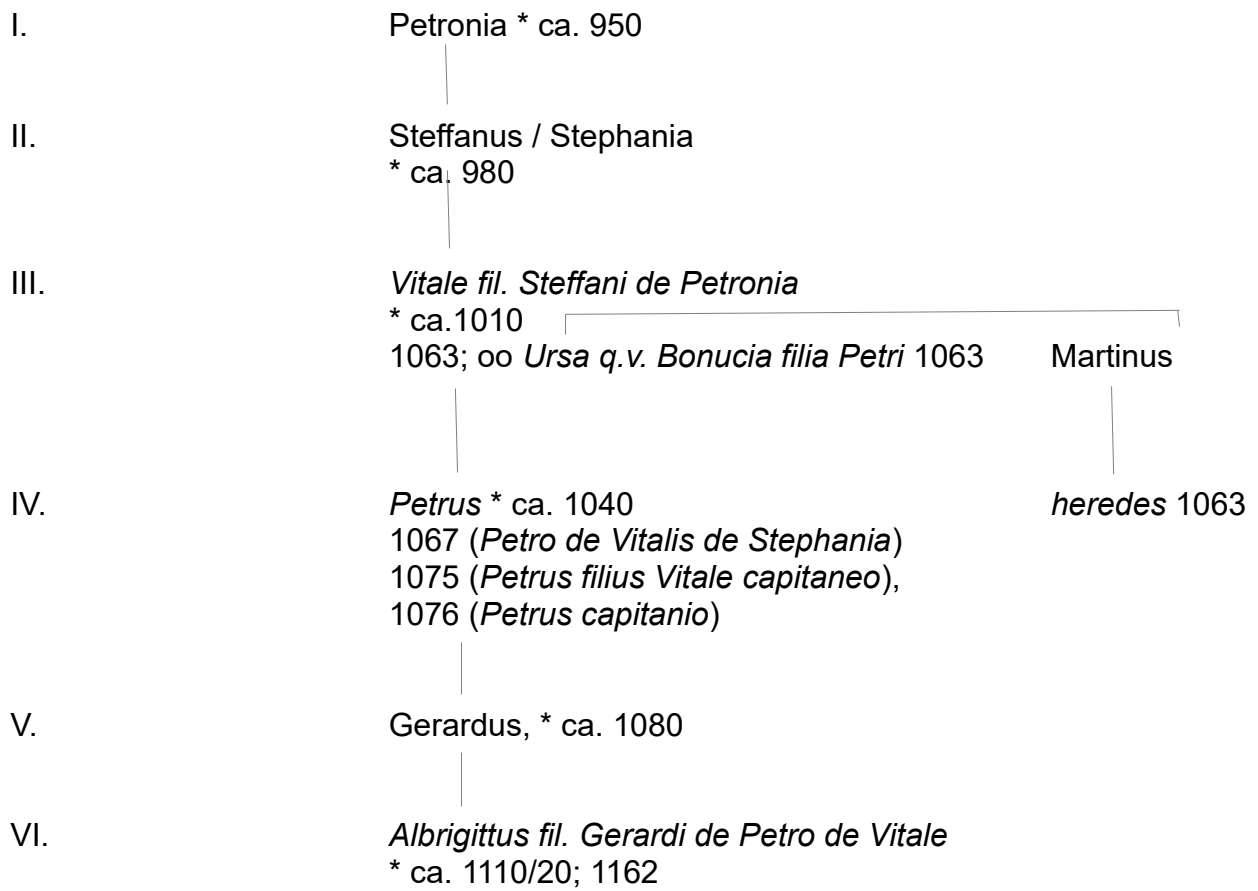 I. Petronia * ca. 950
II. Steffanus / Stephania
* ca. 980
III. Vitale fil. Steffani de Petronia
* ca.1010
1063; oo Ursa q.v. Bonucia filia Petri 1063 Martinus
IV. Petrus * ca. 1040 heredes 1063
1067 (Petro de Vitalis de Stephania)
1075 (Petrus filius Vitale capitaneo),
1076 (Petrus capitanio)
V. Gerardus, * ca. 1080
VI. Albrigittus fil. Gerardi de Petro de Vitale
* ca. 1110/20; 1162